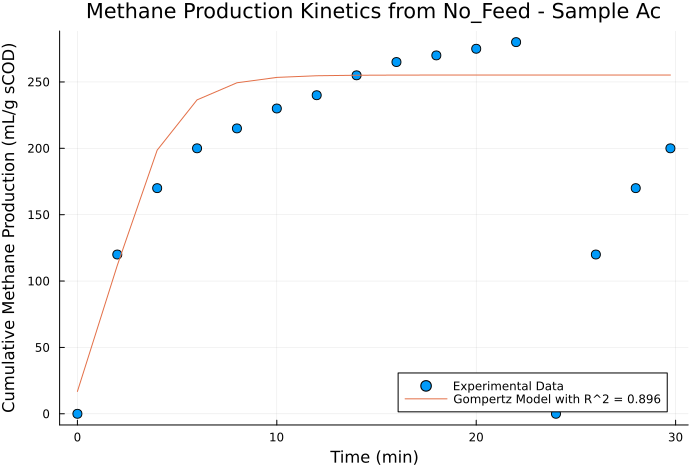 Methane Production Kinetics from No_Feed - Sample Ac
Cumulative Methane Production (mL/g sCOD)
250
200
150
100
50
0
0
10
20
30
Time (min)
Experimental Data
Gompertz Model with R^2 = 0.896